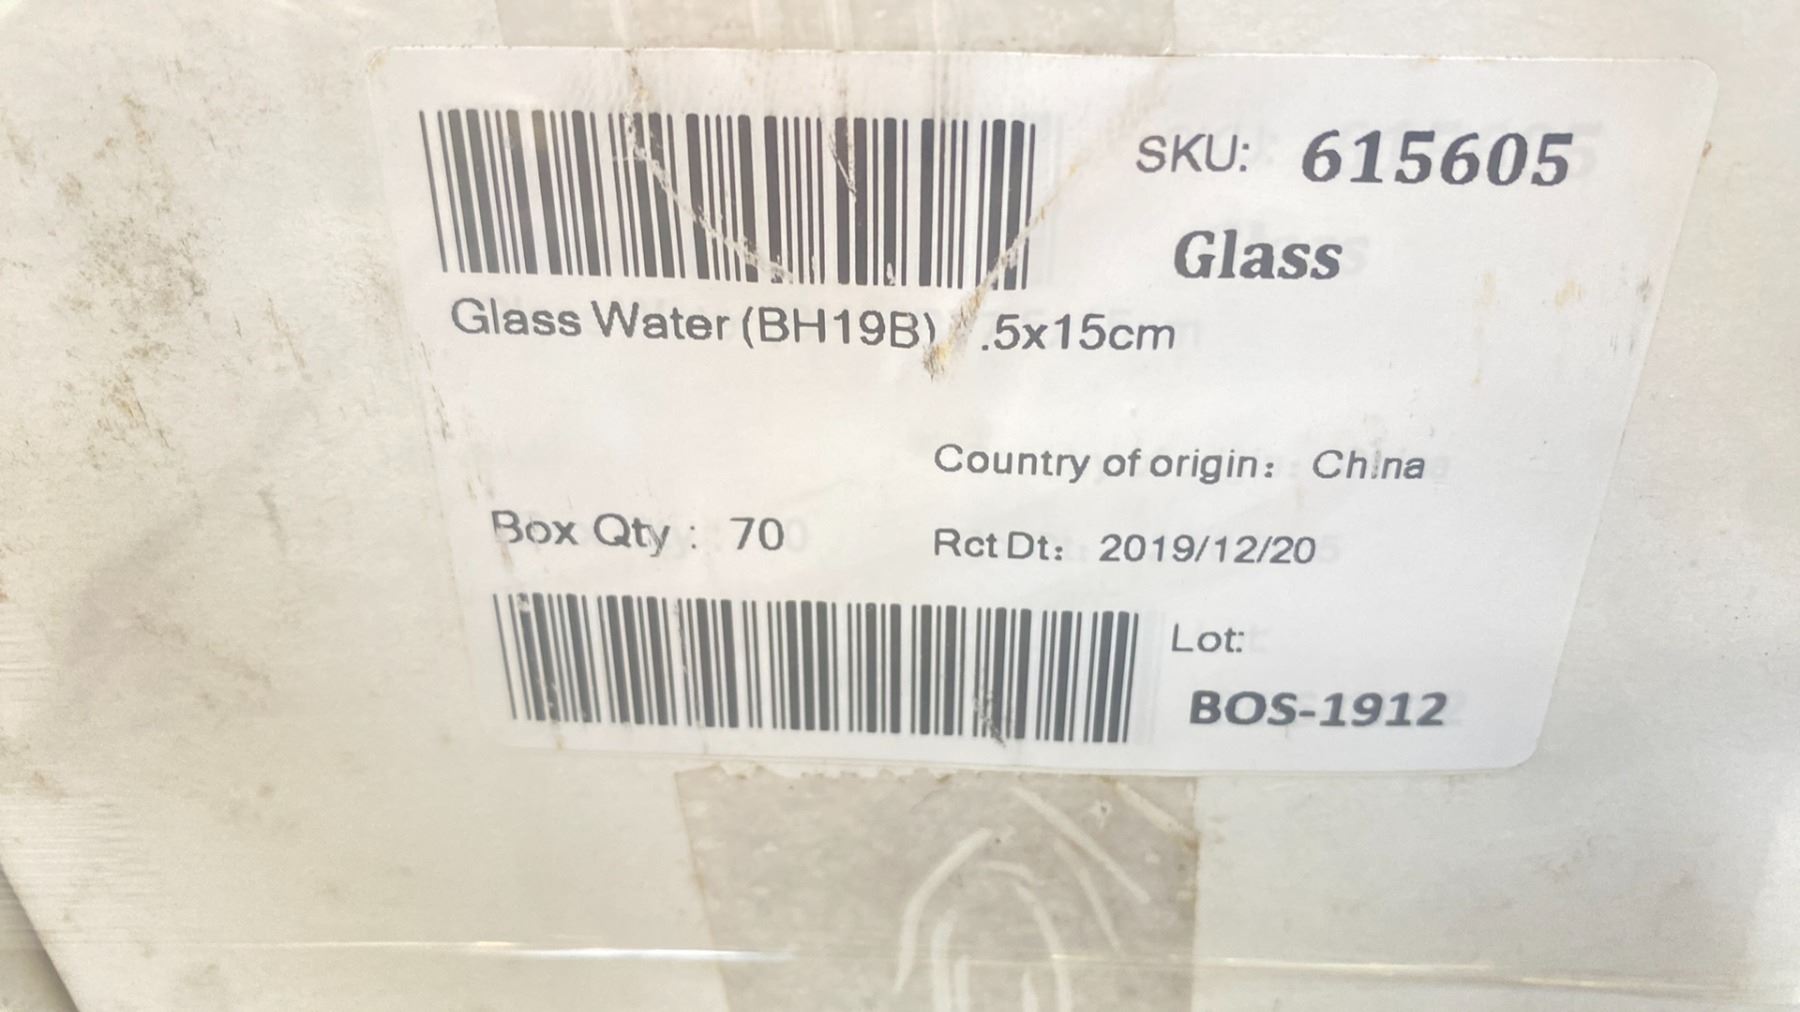 SKU: 615605
Glass
Glass Water (BH19B) .5x15cm
Country of origin: China
Box Qty : 70
Rct Dt: 2019/12/20
Lot:
BOS-1912